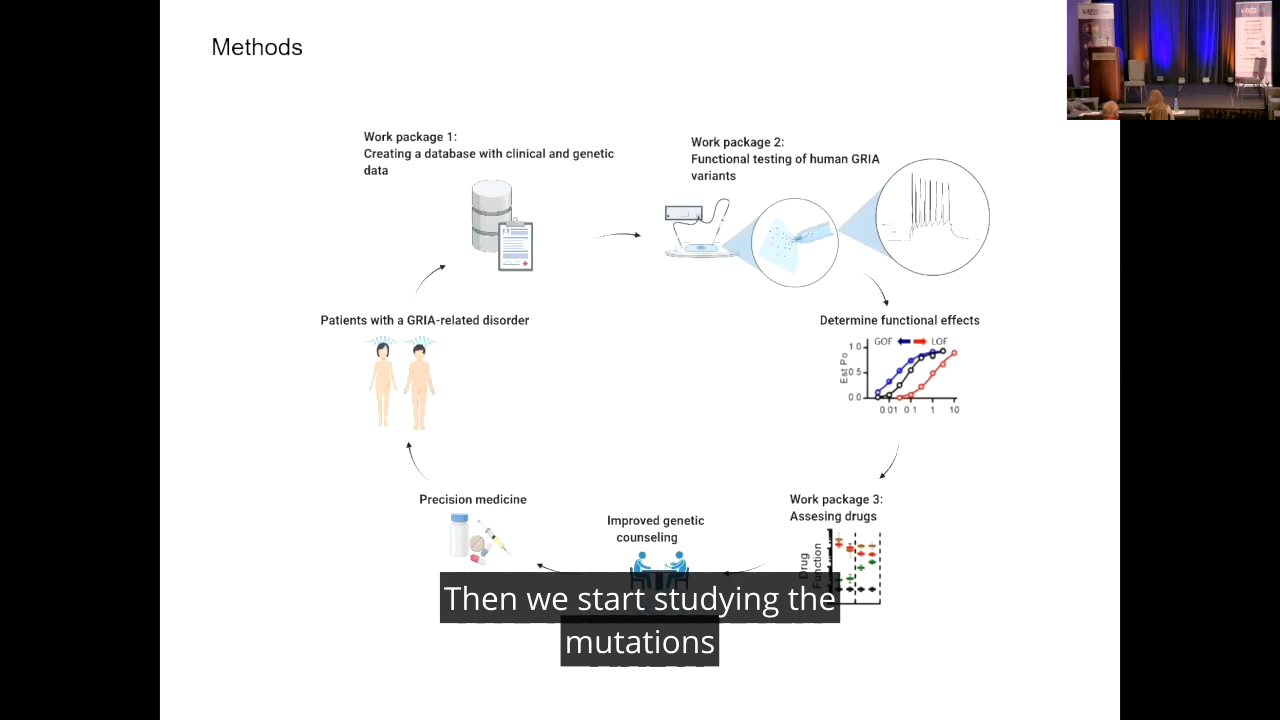 Methods
Work package 1:
Creating a database with clinical and genetic
data
Work package 2:
Functional testing of human GRIA
variants
Patients with a GRIA-related disorder
Determine functional effects
GOF
LOF
Est Po
1 0
0.5
0.0
0 01
0 1
1
10
Precision medicine
Improved genetic
counseling
Work package 3:
Assesing drugs
Drug
Function
Then we start studying the
mutations